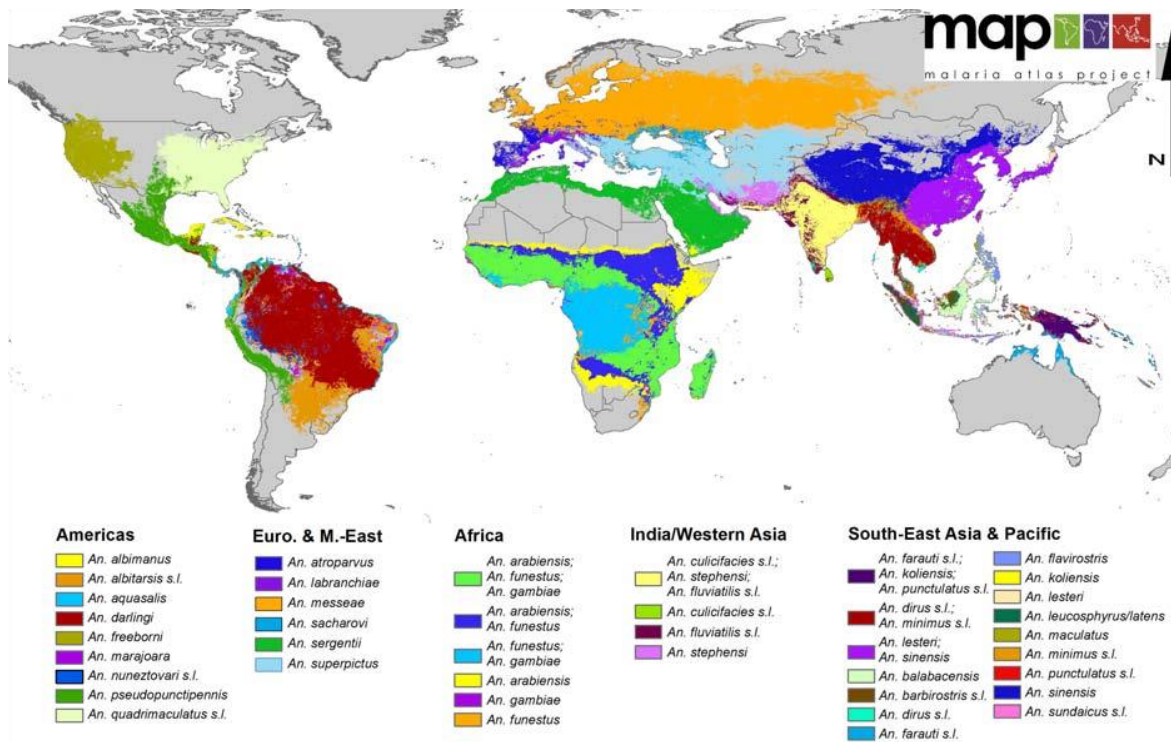 map
malaria atlas project
N
Americas
An. albimanus
An. albitarsis s.l.
An. aquasalis
An. darlingi
An. freeborni
An. marajoara
An. nuneztovari s.l.
An. pseudopunctipennis
An. quadrimaculatus s.l.
Euro. & M.-East
An. atroparvus
An. labranchiae
An. messeae
An. sacharovi
An. sergentii
An. superpictus
Africa
An. arabiensis;
An. funestus;
An. gambiae
An. arabiensis;
An. funestus
An. funestus;
An. gambiae
An. arabiensis
An. gambiae
An. funestus
India/Western Asia
An. culicifacies s.l.;
An. stephensi;
An. fluviatilis s.l.
An. culicifacies s.l.
An. fluviatilis s.l.
An. stephensi
South-East Asia & Pacific
An. farauti s.l.;
An. koliensis;
An. punctulatus s.l.
An. dirus s.l.;
An. minimus s.l.
An. lesteri;
An. sinensis
An. balabacensis
An. barbirostris s.l.
An. dirus s.l.
An. farauti s.l.
An. flavirostris
An. koliensis
An. lesteri
An. leucosphyrus/latens
An. maculatus
An. minimus s.l.
An. punctulatus s.l.
An. sinensis
An. sundaicus s.l.